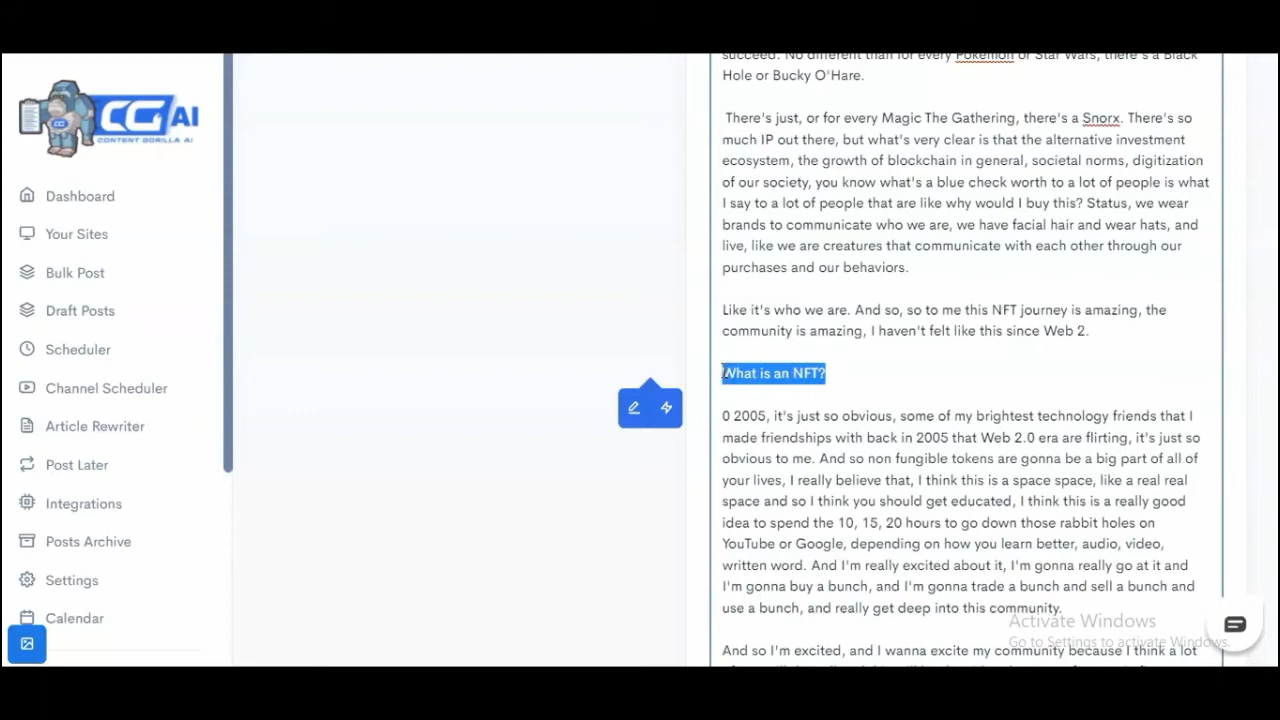 CG AI
CONTENT GORILLA AI
Dashboard
Your Sites
Bulk Post
Draft Posts
Scheduler
Channel Scheduler
Article Rewriter
Post Later
Integrations
Posts Archive
Settings
Calendar
succeed. No different than for every Pokemon or Star Wars, there's a Black
Hole or Bucky O'Hare.
There's just, or for every Magic The Gathering, there's a Snorx. There's so
much IP out there, but what's very clear is that the alternative investment
ecosystem, the growth of blockchain in general, societal norms, digitization
of our society, you know what's a blue check worth to a lot of people is what
I say to a lot of people that are like why would I buy this? Status, we wear
brands to communicate who we are, we have facial hair and wear hats, and
live, like we are creatures that communicate with each other through our
purchases and our behaviors.
Like it's who we are. And so, so to me this NFT journey is amazing, the
community is amazing, I haven't felt like this since Web 2.
What is an NFT?
0 2005, it's just so obvious, some of my brightest technology friends that I
made friendships with back in 2005 that Web 2.0 era are flirting, it's just so
obvious to me. And so non fungible tokens are gonna be a big part of all of
your lives, I really believe that, I think this is a space space, like a real real
space and so I think you should get educated, I think this is a really good
idea to spend the 10, 15, 20 hours to go down those rabbit holes on
YouTube or Google, depending on how you learn better, audio, video,
written word. And I'm really excited about it, I'm gonna really go at it and
I'm gonna buy a bunch, and I'm gonna trade a bunch and sell a bunch and
use a bunch, and really get deep into this community.
And so I'm excited, and I wanna excite my community because I think a lot
Activate Windows
Go to Settings to activate Windows.